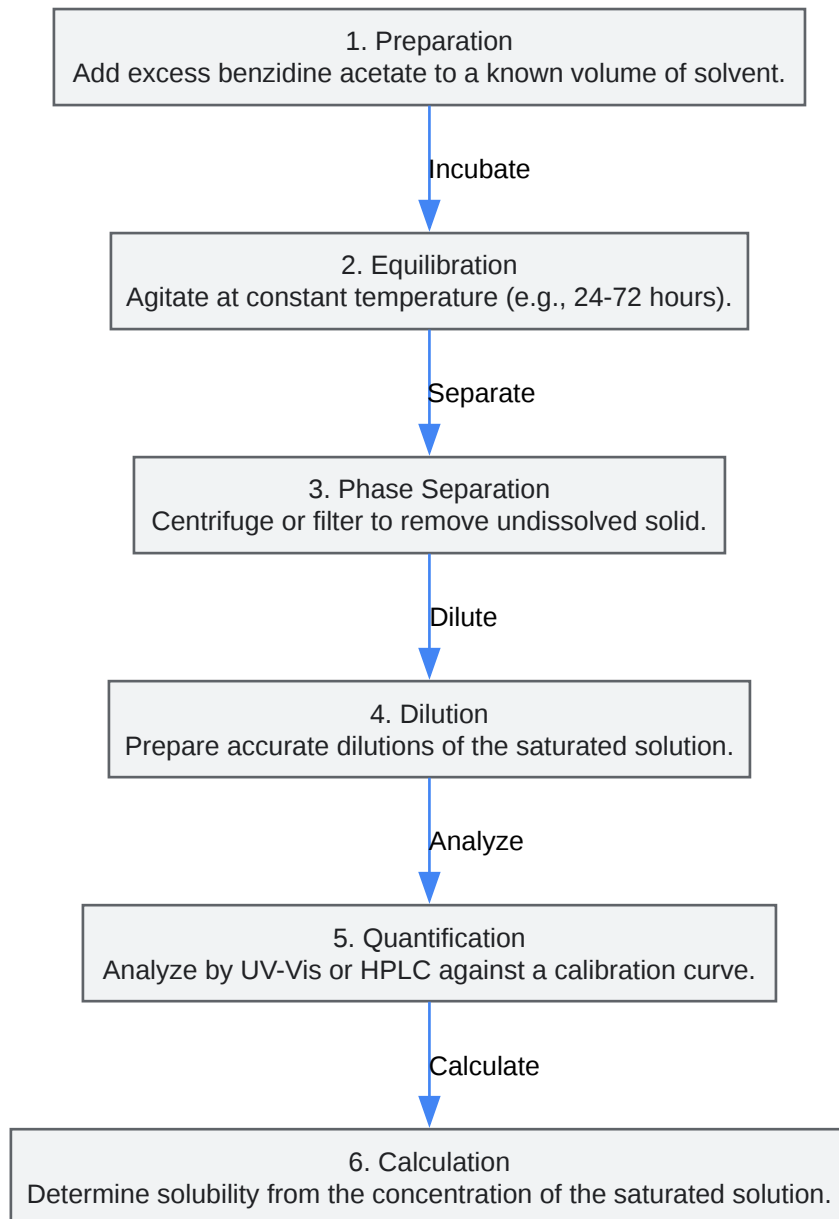 1. Preparation
Add excess benzidine acetate to a known volume of solvent.
Incubate
2. Equilibration
Agitate at constant temperature (e.g., 24-72 hours).
Separate
3. Phase Separation
Centrifuge or filter to remove undissolved solid.
Dilute
4. Dilution
Prepare accurate dilutions of the saturated solution.
Analyze
5. Quantification
Analyze by UV-Vis or HPLC against a calibration curve.
Calculate
6. Calculation
Determine solubility from the concentration of the saturated solution.